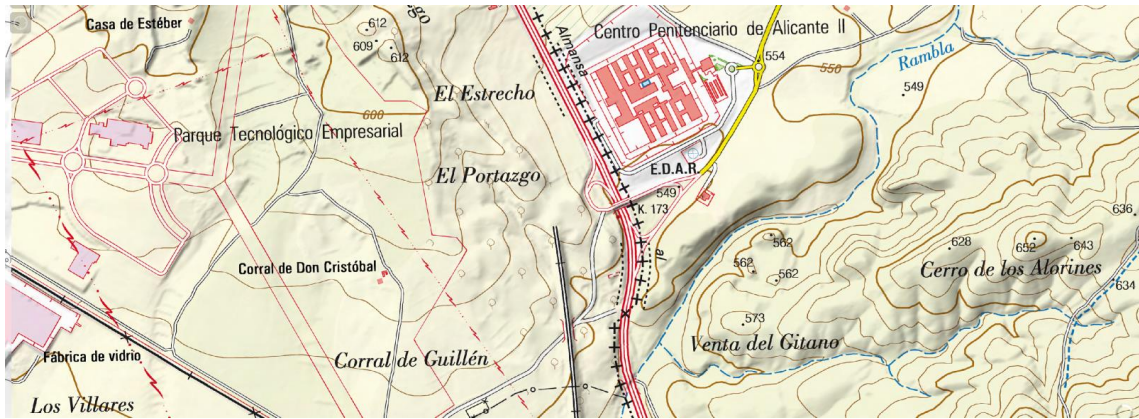 Casa de Estéber
612
609
612
600
Almansa
Centro Penitenciario de Alicante II
554
550
Rambla
549
El Estrecho
Parque Tecnológico Empresarial
El Portazgo
E.D.A.R.
549
K. 173
636
562
562
562
628
652
643
Cerro de los Alorines
634
Corral de Don Cristóbal
573
Venta del Gitano
Fábrica de vidrio
Corral de Guillén
Los Villares